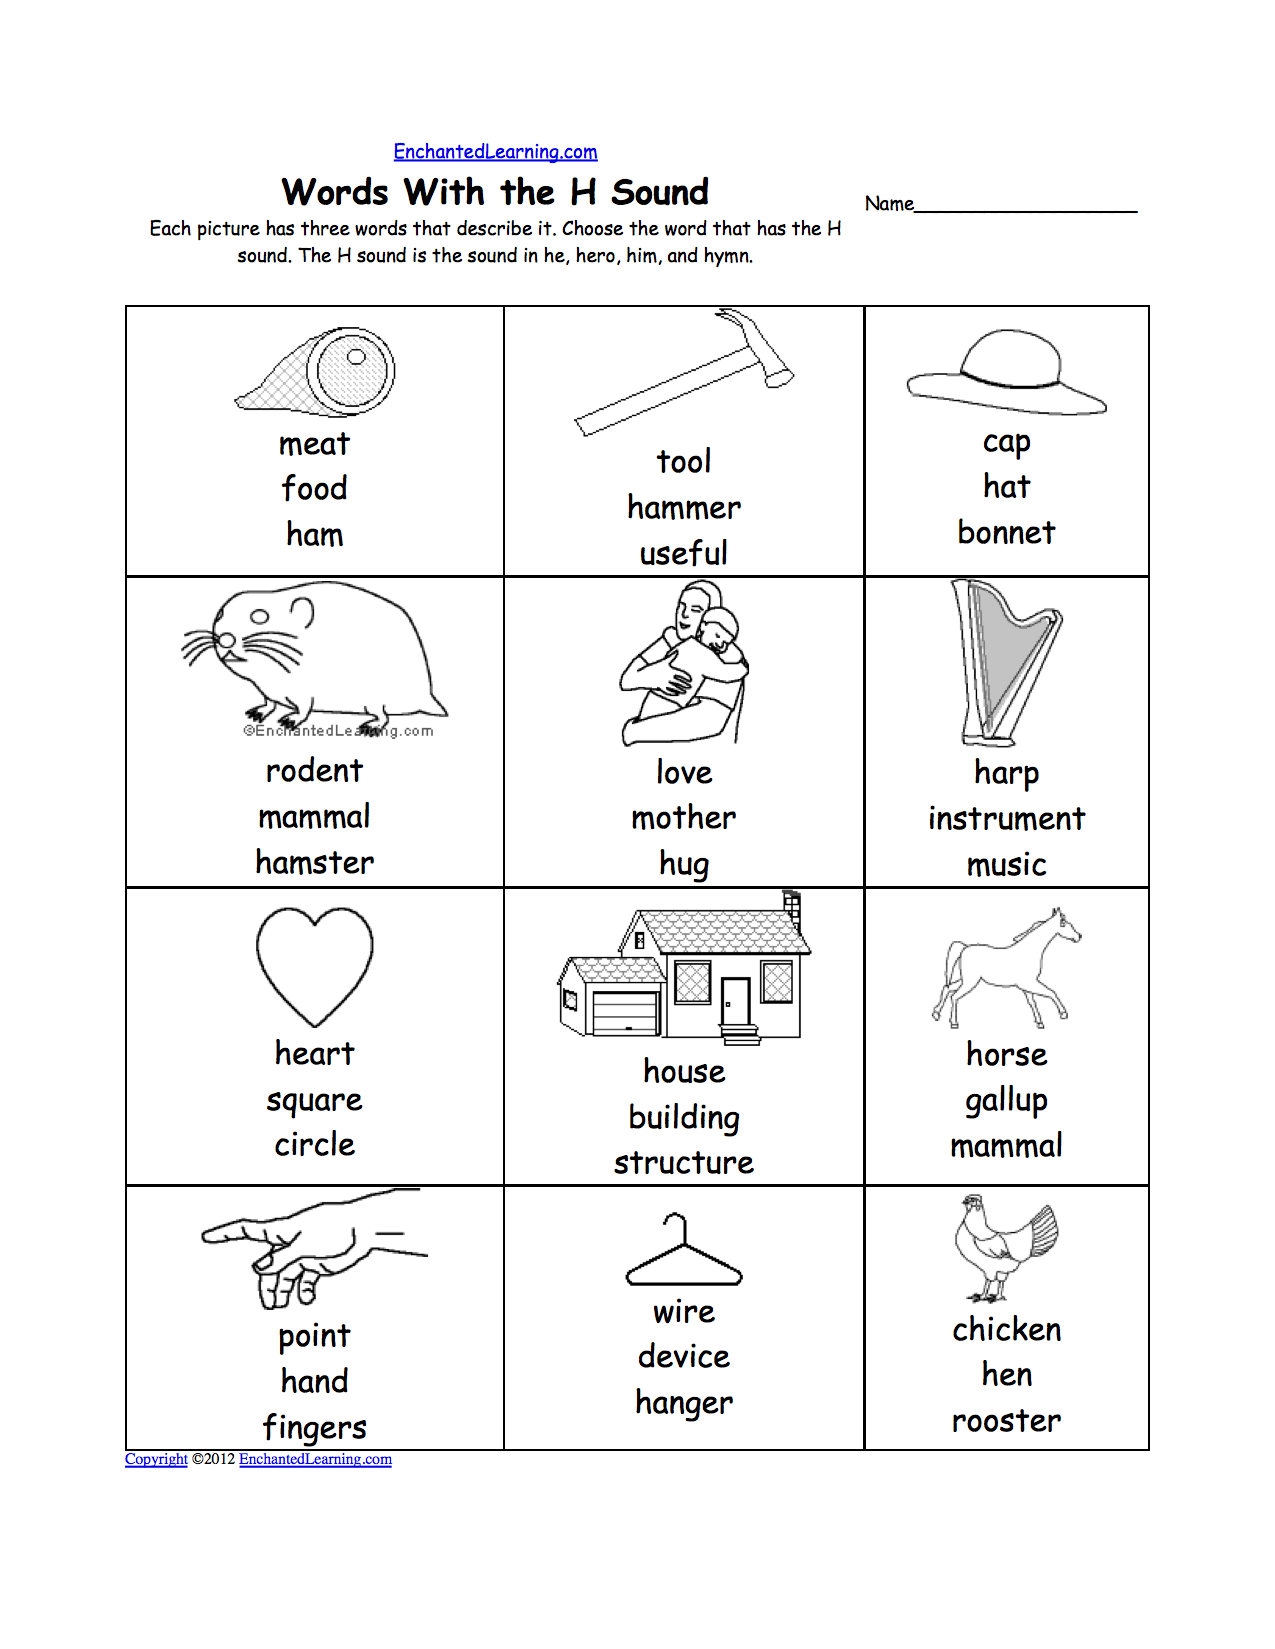 EnchantedLearning.com
Words With the H Sound
Name
Each picture has three words that describe it. Choose the word that has the H
sound. The H sound is the sound in he, hero, him, and hymn.
meat
food
ham
tool
hammer
useful
cap
hat
bonnet
©EnchantedLearning.com
rodent
mammal
hamster
love
mother
hug
harp
instrument
music
heart
square
circle
house
building
structure
horse
gallup
mammal
point
hand
fingers
wire
device
hanger
chicken
hen
rooster
Copyright ©2012 EnchantedLearning.com